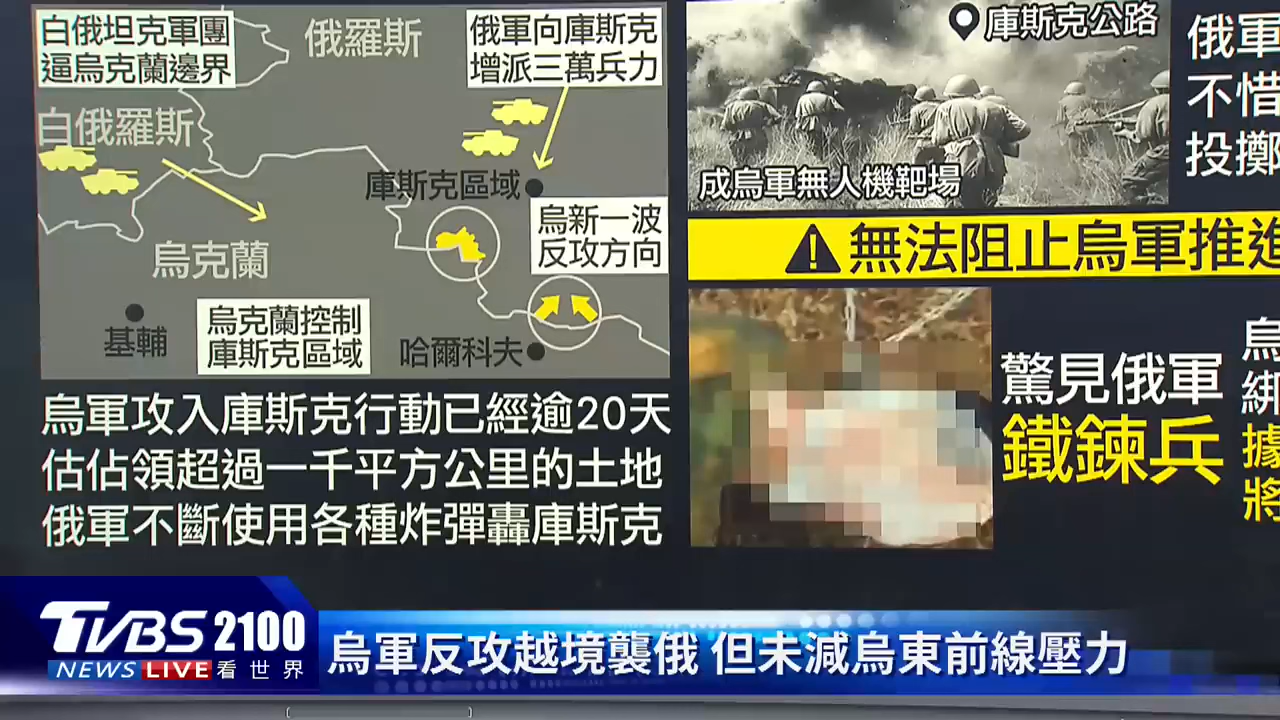 白俄坦克軍團
逼烏克蘭邊界
俄羅斯
俄軍向庫斯克
增派三萬兵力
白俄羅斯
庫斯克區域
烏新一波
反攻方向
烏克蘭
基輔
烏克蘭控制
庫斯克區域
哈爾科夫
烏軍攻入庫斯克行動已經逾20天
估佔領超過一千平方公里的土地
俄軍不斷使用各種炸彈轟庫斯克
庫斯克公路
成烏軍無人機靶場
俄軍
不惜
投擲
無法阻止烏軍推進
驚見俄軍
鐵鍊兵
烏
綁
據
將
TVBS 2100
NEWS LIVE 看世界
烏軍反攻越境襲俄 但未減烏東前線壓力